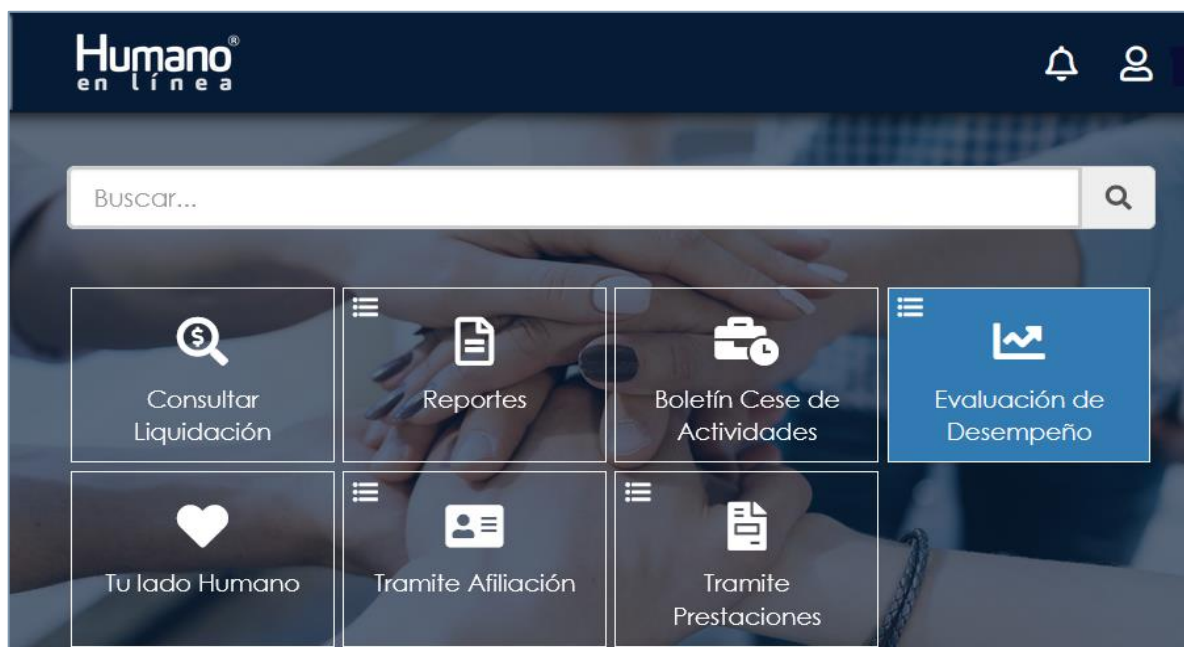 Humano®
en línea
Buscar...
Consultar
Liquidación
Reportes
Boletín Cese de
Actividades
Evaluación de
Desempeño
Tu lado Humano
Tramite Afiliación
Tramite
Prestaciones